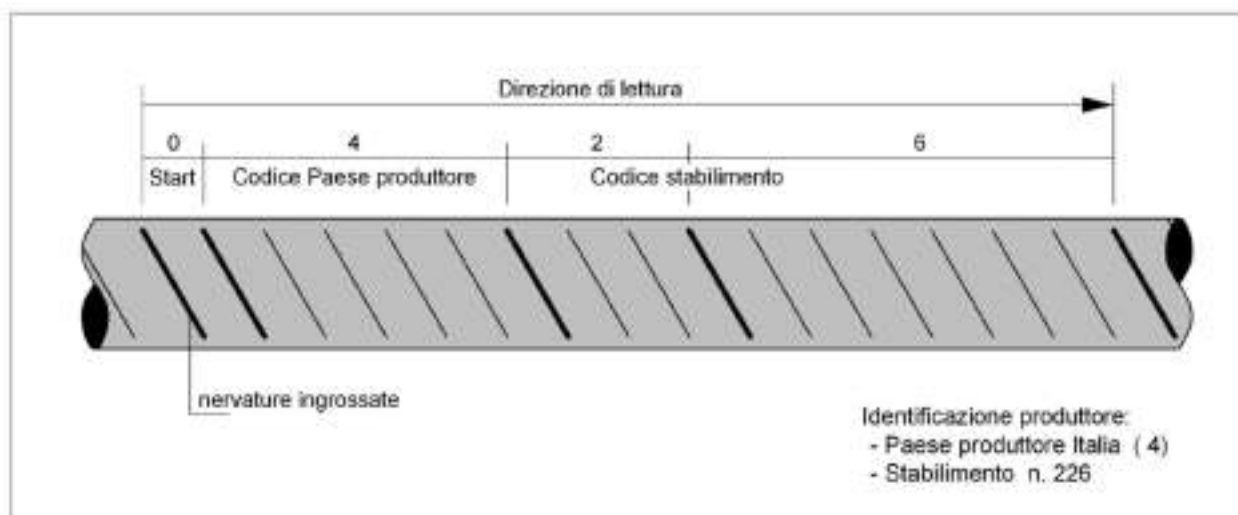 Direzione di lettura
0 4 2 6
Start Codice Paese produttore Codice stabilimento
nervature ingrossate
Identificazione produttore:
- Paese produttore Italia ( 4)
- Stabilimento n. 226